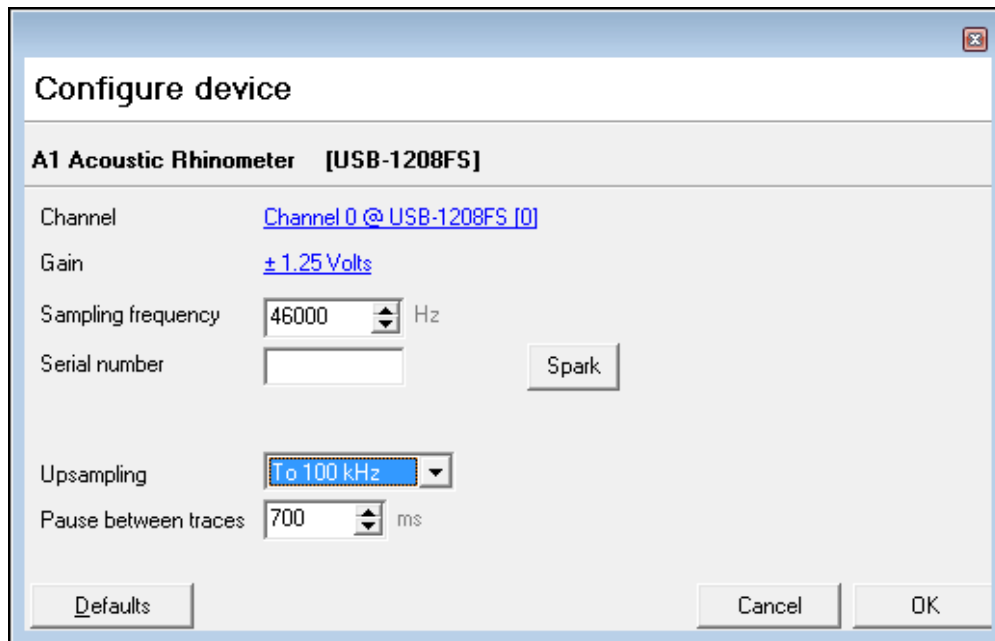 Configure device
A1 Acoustic Rhinometer [USB-1208FS]
Channel Channel 0 @ USB-1208FS [0]
Gain ± 1.25 Volts
Sampling frequency 46000 Hz
Serial number Spark
Upsampling To 100 kHz
Pause between traces 700 ms
Defaults Cancel OK